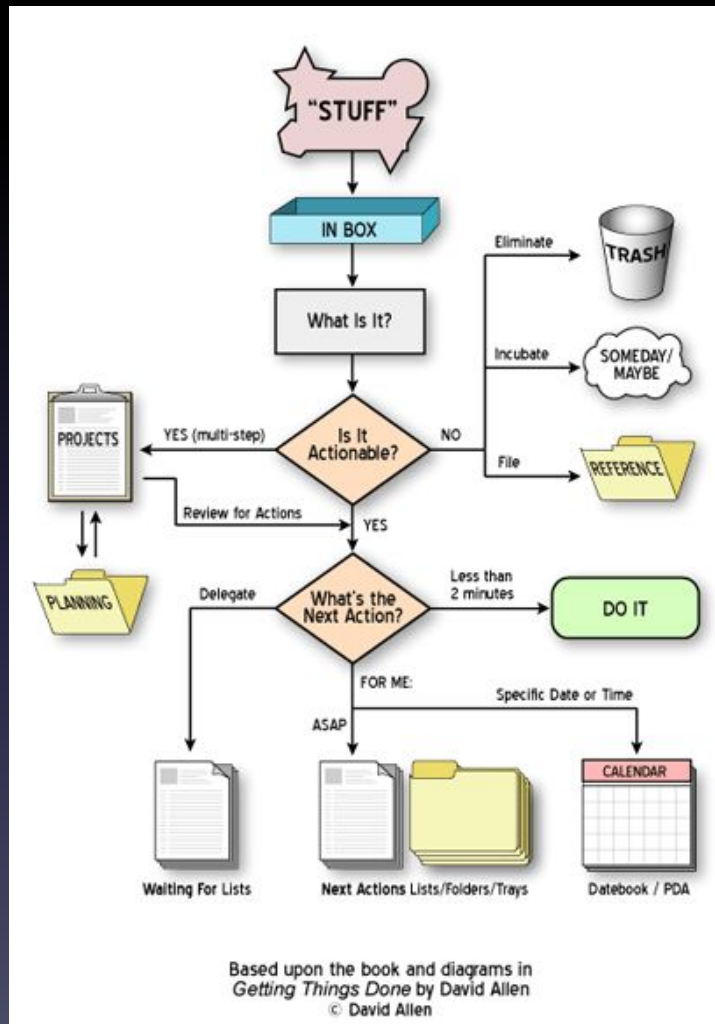 "STUFF"
IN BOX
What Is It?
Eliminate
TRASH
Incubate
SOMEDAY/
MAYBE
File
REFERENCE
Is It
Actionable?
NO
YES (multi-step)
PROJECTS
Review for Actions
YES
PLANNING
Delegate
What's the
Next Action?
Less than
2 minutes
DO IT
FOR ME:
ASAP
Specific Date or Time
CALENDAR
Waiting For Lists
Next Actions Lists/Folders/Trays
Datebook / PDA
Based upon the book and diagrams in
Getting Things Done by David Allen
© David Allen